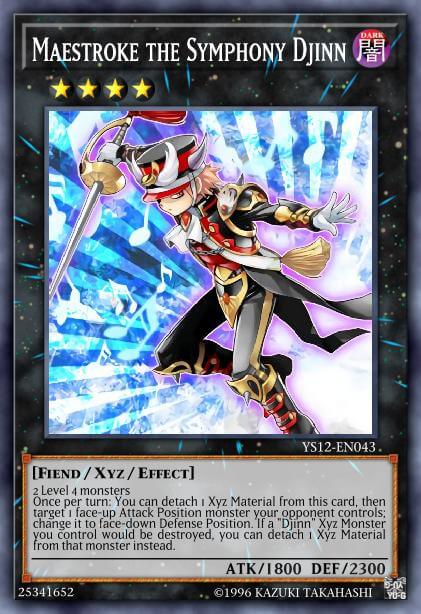 MAESTROKE THE SYMPHONY DJINN
DARK
闇
YS12-EN043
[FIEND / XYZ / EFFECT]
2 Level 4 monsters
Once per turn: You can detach 1 Xyz Material from this card, then
target 1 face-up Attack Position monster your opponent controls;
change it to face-down Defense Position. If a "Djinn" Xyz Monster
you control would be destroyed, you can detach 1 Xyz Material
from that monster instead.
ATK/1800 DEF/2300
25341652
©1996 KAZUKI TAKAHASHI